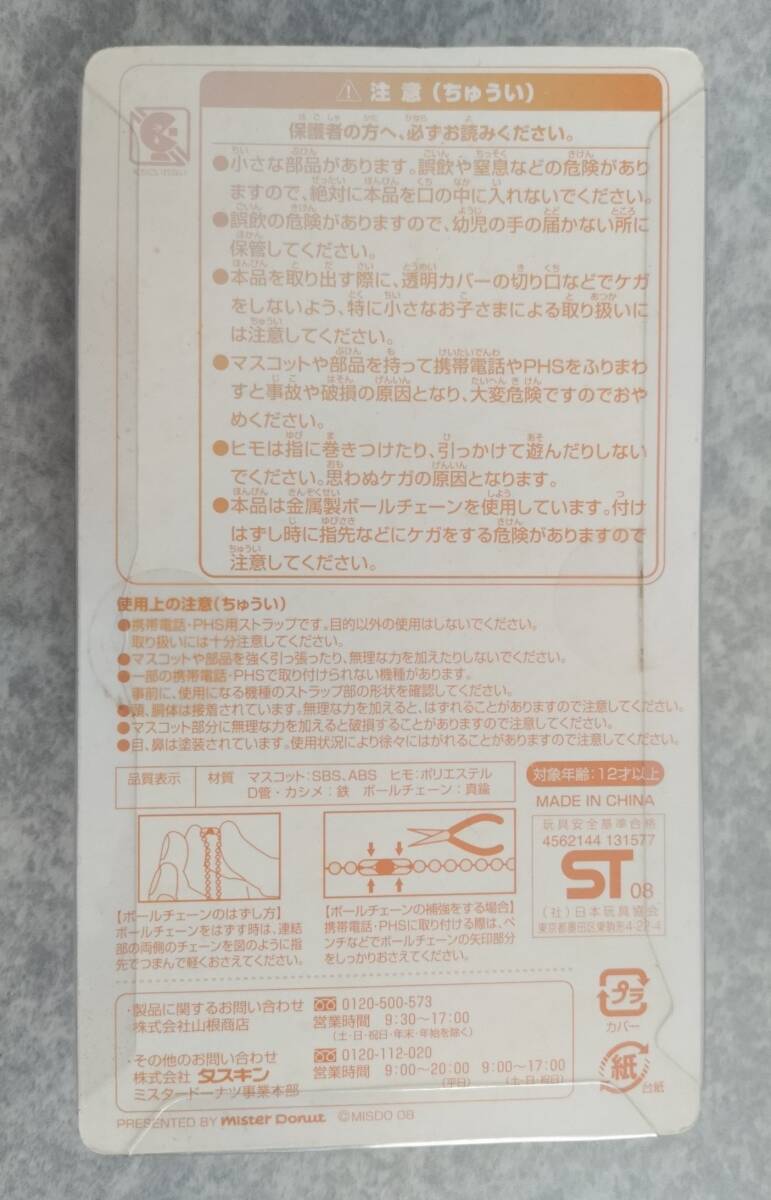 口にいれない
⚠ 注意(ちゅうい)
保護者の方へ、必ずお読みください。
●小さな部品があります。誤飲や窒息などの危険があり
ますので、絶対に本品を口の中に入れないでください。
●誤飲の危険がありますので、幼児の手の届かない所に
保管してください。
●本品を取り出す際に、透明カバーの切り口などでケガ
をしないよう、特に小さなお子さまによる取り扱いに
は注意してください。
●マスコットや部品を持って携帯電話やPHSをふりまわ
すと事故や破損の原因となり、大変危険ですのでおや
めください。
●ヒモは指に巻きつけたり、引っかけて遊んだりしない
でください。思わぬケガの原因となります。
●本品は金属製ボールチェーンを使用しています。付け
はずし時に指先などにケガをする危険がありますので
注意してください。
使用上の注意(ちゅうい)
●携帯電話・PHS用ストラップです。目的以外の使用はしないでください。
取り扱いには十分注意してください。
●マスコットや部品を強く引っ張ったり、無理な力を加えたりしないでください。
●一部の携帯電話・PHSで取り付けられない機種があります。
事前に、使用になる機種のストラップ部の形状を確認してください。
●頭、胴体は接着されています。無理な力を加えると、はずれることがありますので注意してください。
●マスコット部分に無理な力を加えると破損することがありますので注意してください。
●目、鼻は塗装されています。使用状況により徐々にはがれることがありますので注意してください。
品質表示 材質 マスコット:SBS、ABS ヒモ:ポリエステル
D管・カシメ:鉄 ボールチェーン:真鍮
対象年齢:12才以上
MADE IN CHINA
玩具安全基準合格
4562144 131577
ST 08
(社)日本玩具協会
東京都墨田区東駒形4-22-4
【ボールチェーンのはずし方】
ボールチェーンをはずす時は、連結
部の両側のチェーンを図のように指
先でつまんで軽くおさえてください。
【ボールチェーンの補強をする場合】
携帯電話・PHSに取り付ける際は、ペ
ンチなどでボールチェーンの矢印部分
をしっかりおさえてください。
・製品に関するお問い合わせ 0120-500-573
株式会社山根商店 営業時間 9:30〜17:00
(土・日・祝日・年末・年始を除く)
・その他のお問い合わせ 0120-112-020
株式会社 ダスキン 営業時間 9:00〜20:00 9:00〜17:00
ミスタードーナツ事業本部 (平日) (土・日・祝日)
プラ
カバー
紙
台紙
PRESENTED BY mister Donut ©MISDO 08